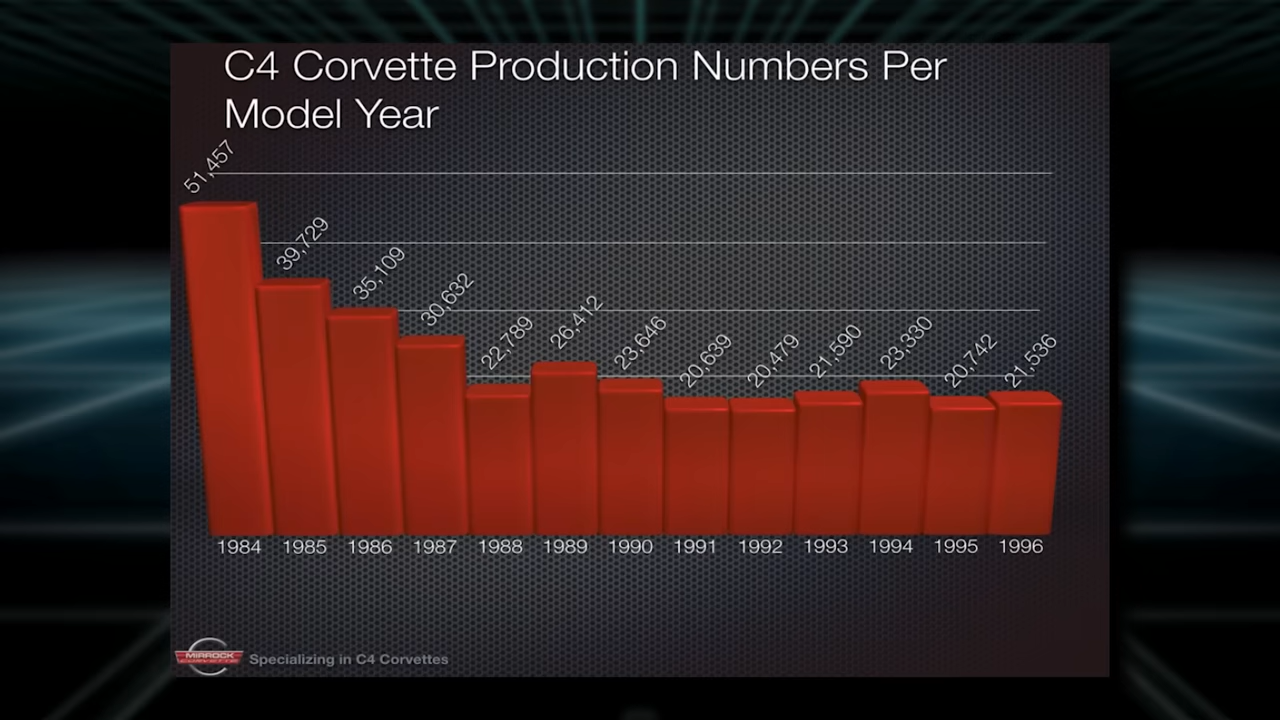 C4 Corvette Production Numbers Per
Model Year
51,457
39,729
35,109
30,632
22,789
26,412
23,646
20,639
20,479
21,590
23,330
20,742
21,536
1984 1985 1986 1987 1988 1989 1990 1991 1992 1993 1994 1995 1996
MIRROCK
Specializing in C4 Corvettes